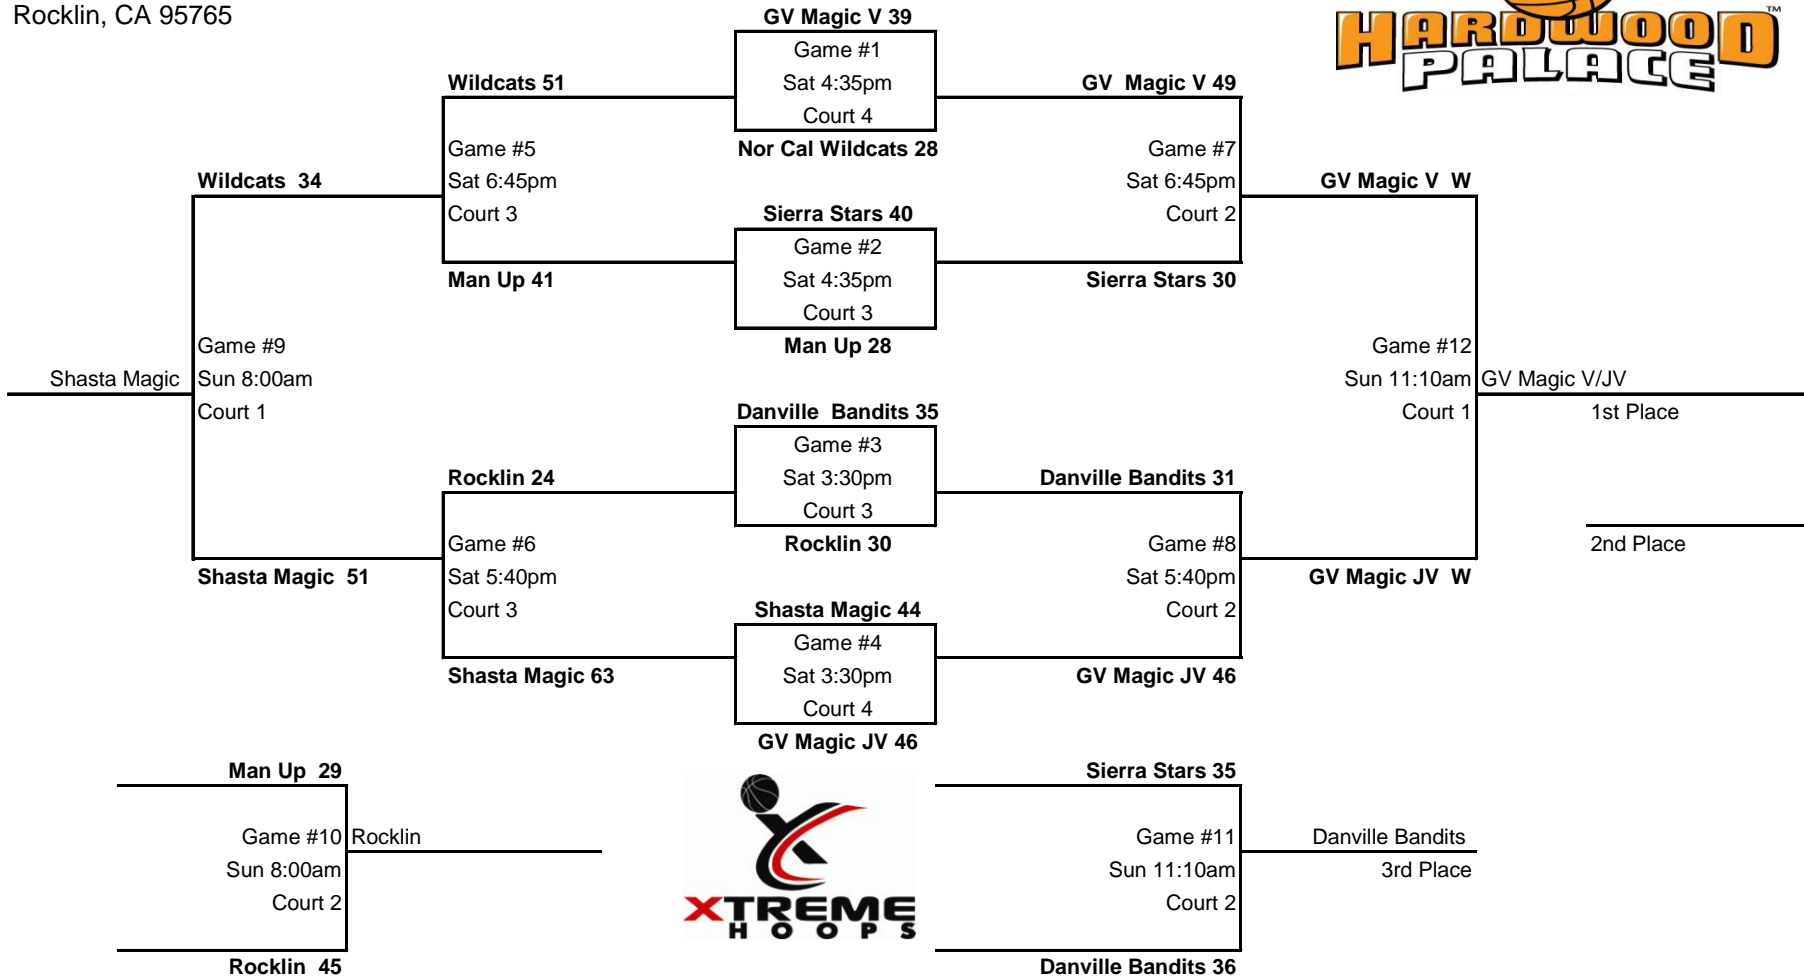 Rocklin, CA 95765
HARDWOOD
PALACE
TM
GV Magic V 39
Game #1
Sat 4:35pm
Court 4
Nor Cal Wildcats 28
Wildcats 51
Game #5
Sat 6:45pm
Court 3
Man Up 41
GV  Magic V 49
Game #7
Sat 6:45pm
Court 2
Sierra Stars 30
Wildcats  34
GV Magic V  W
Sierra Stars 40
Game #2
Sat 4:35pm
Court 3
Man Up 28
Game #9
Shasta Magic
Sun 8:00am
Court 1
Game #12
Sun 11:10am
GV Magic V/JV
Court 1
1st Place
Danville  Bandits 35
Game #3
Sat 3:30pm
Court 3
Rocklin 30
Rocklin 24
Game #6
Sat 5:40pm
Court 3
Shasta Magic 63
Danville Bandits 31
Game #8
Sat 5:40pm
Court 2
GV Magic JV 46
2nd Place
Shasta Magic  51
GV Magic JV  W
Shasta Magic 44
Game #4
Sat 3:30pm
Court 4
GV Magic JV 46
Man Up  29
Game #10
Rocklin
Sun 8:00am
Court 2
Rocklin  45
XTREME
HOOPS
Sierra Stars 35
Game #11
Danville Bandits
Sun 11:10am
3rd Place
Court 2
Danville Bandits 36